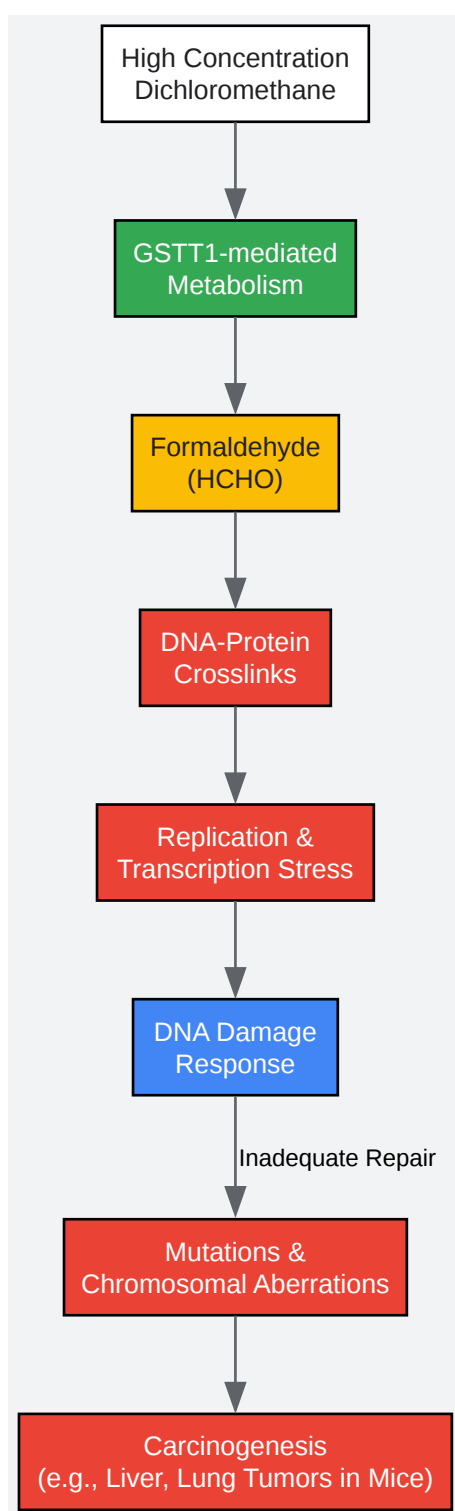 High Concentration
Dichloromethane
GSTT1-mediated
Metabolism
Formaldehyde
(HCHO)
DNA-Protein
Crosslinks
Replication &
Transcription Stress
DNA Damage
Response
Inadequate Repair
Mutations &
Chromosomal Aberrations
Carcinogenesis
(e.g., Liver, Lung Tumors in Mice)